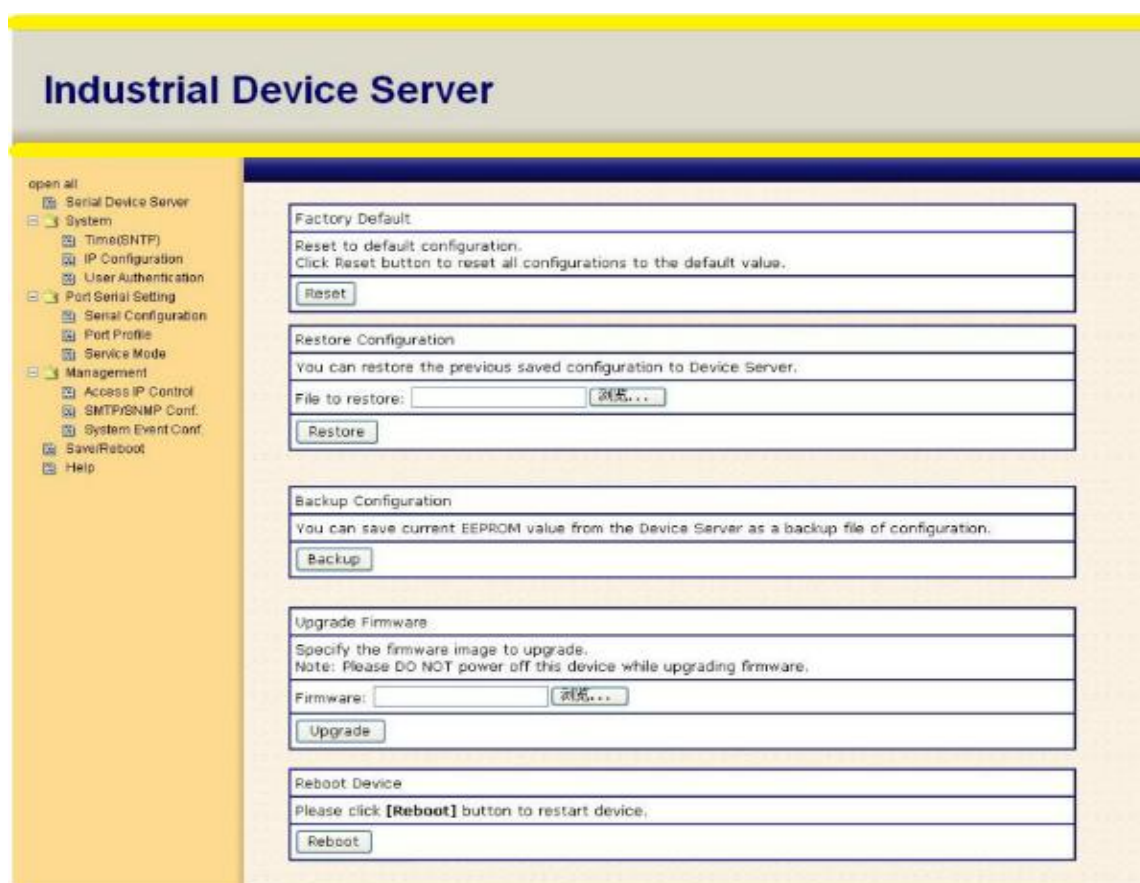 Industrial Device Server
open all
Serial Device Server
System
Time(SNTP)
IP Configuration
User Authentication
Port Serial Setting
Serial Configuration
Port Profile
Service Mode
Management
Access IP Control
SMTP/SNMP Conf.
System Event Conf.
Save/Reboot
Help
Factory Default
Reset to default configuration.
Click Reset button to reset all configurations to the default value.
Reset
Restore Configuration
You can restore the previous saved configuration to Device Server.
File to restore: 浏览...
Restore
Backup Configuration
You can save current EEPROM value from the Device Server as a backup file of configuration.
Backup
Upgrade Firmware
Specify the firmware image to upgrade.
Note: Please DO NOT power off this device while upgrading firmware.
Firmware: 浏览...
Upgrade
Reboot Device
Please click [Reboot] button to restart device.
Reboot